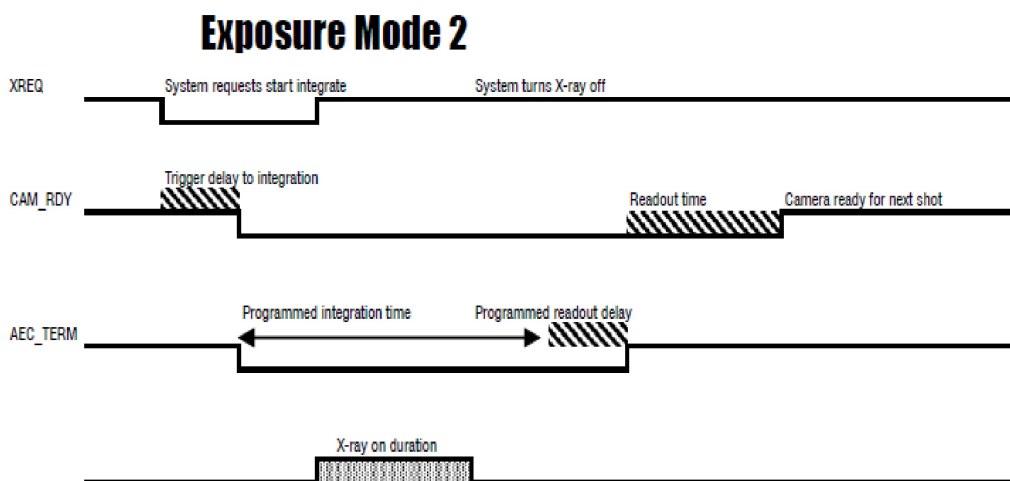 Exposure Mode 2
XREQ System requests start integrate System turns X-ray off
Trigger delay to integration
CAM_RDY Readout time Camera ready for next shot
Programmed integration time Programmed readout delay
AEC_TERM
X-ray on duration